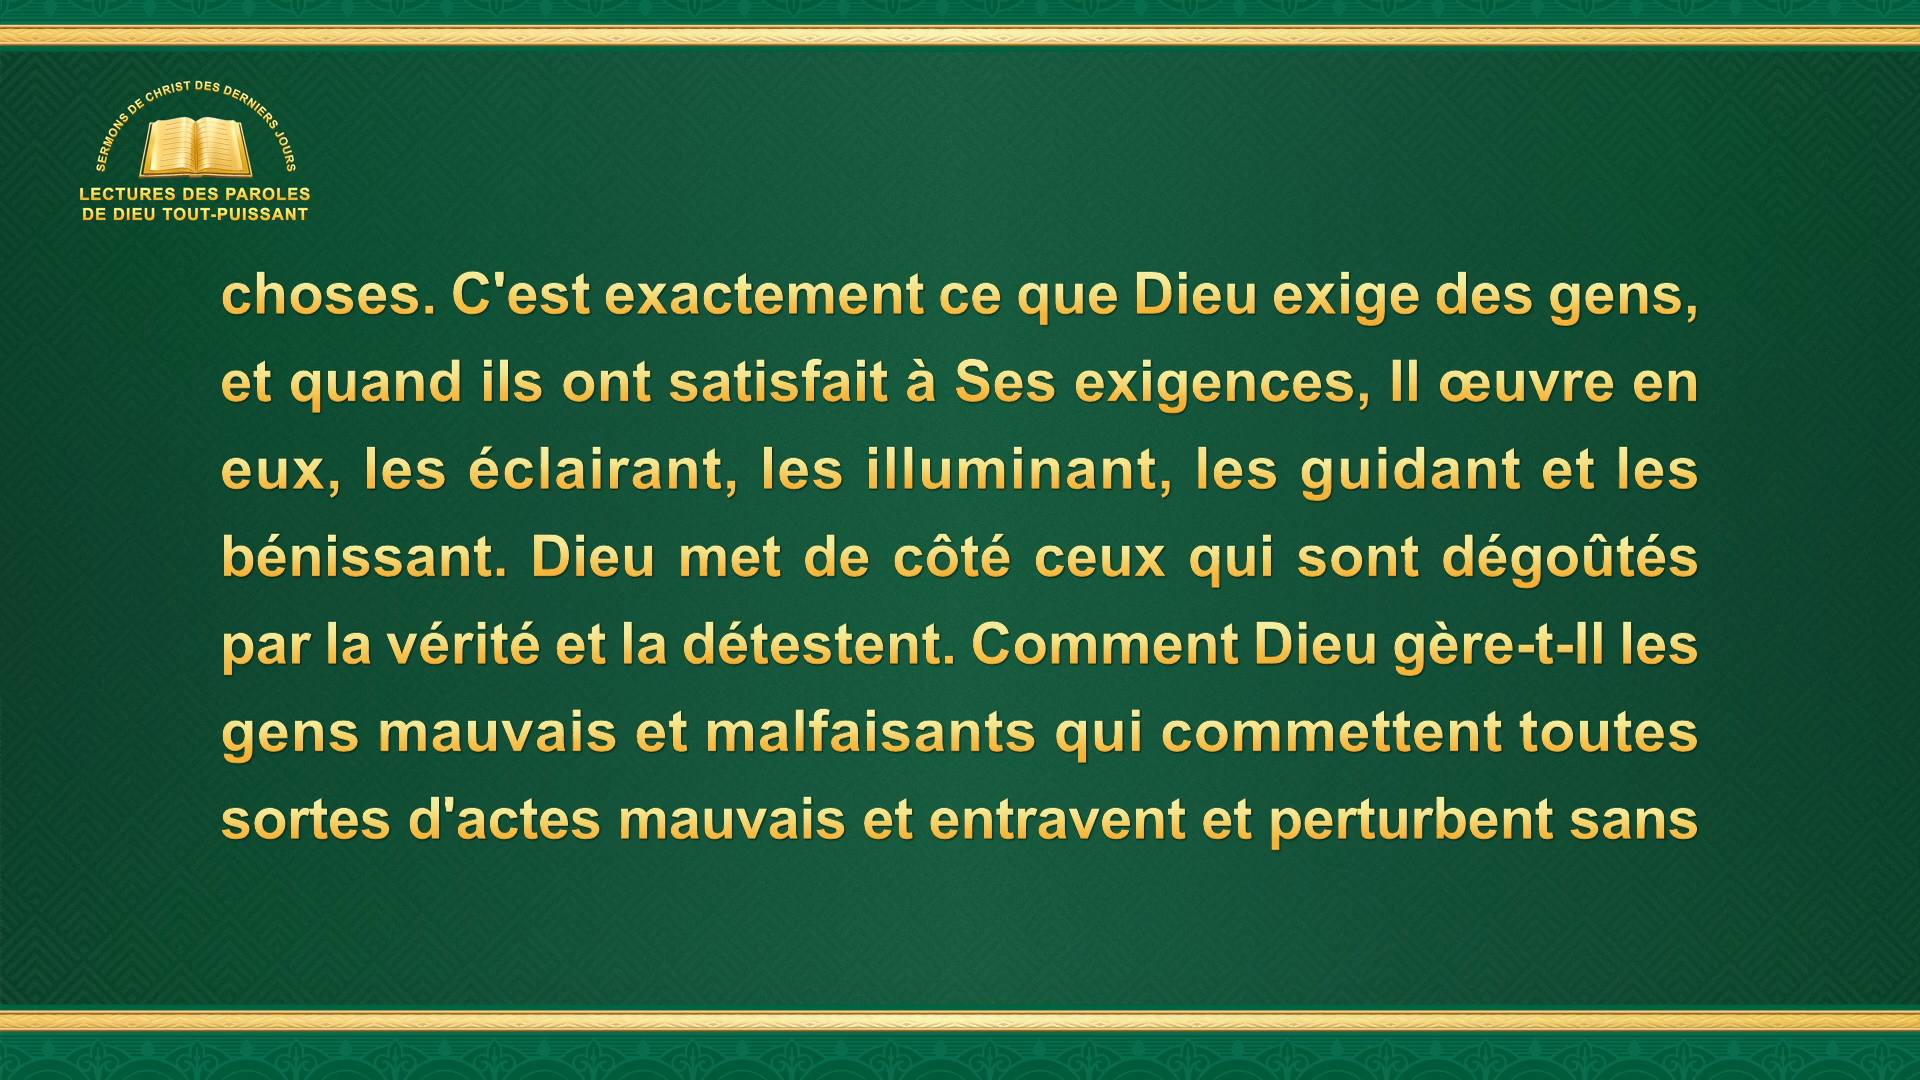 SERMONS DE CHRIST DES DERNIERS JOURS
LECTURES DES PAROLES
DE DIEU TOUT-PUISSANT
choses. C'est exactement ce que Dieu exige des gens,
et quand ils ont satisfait à Ses exigences, Il œuvre en
eux, les éclairant, les illuminant, les guidant et les
bénissant. Dieu met de côté ceux qui sont dégoûtés
par la vérité et la détestent. Comment Dieu gère-t-Il les
gens mauvais et malfaisants qui commettent toutes
sortes d'actes mauvais et entravent et perturbent sans